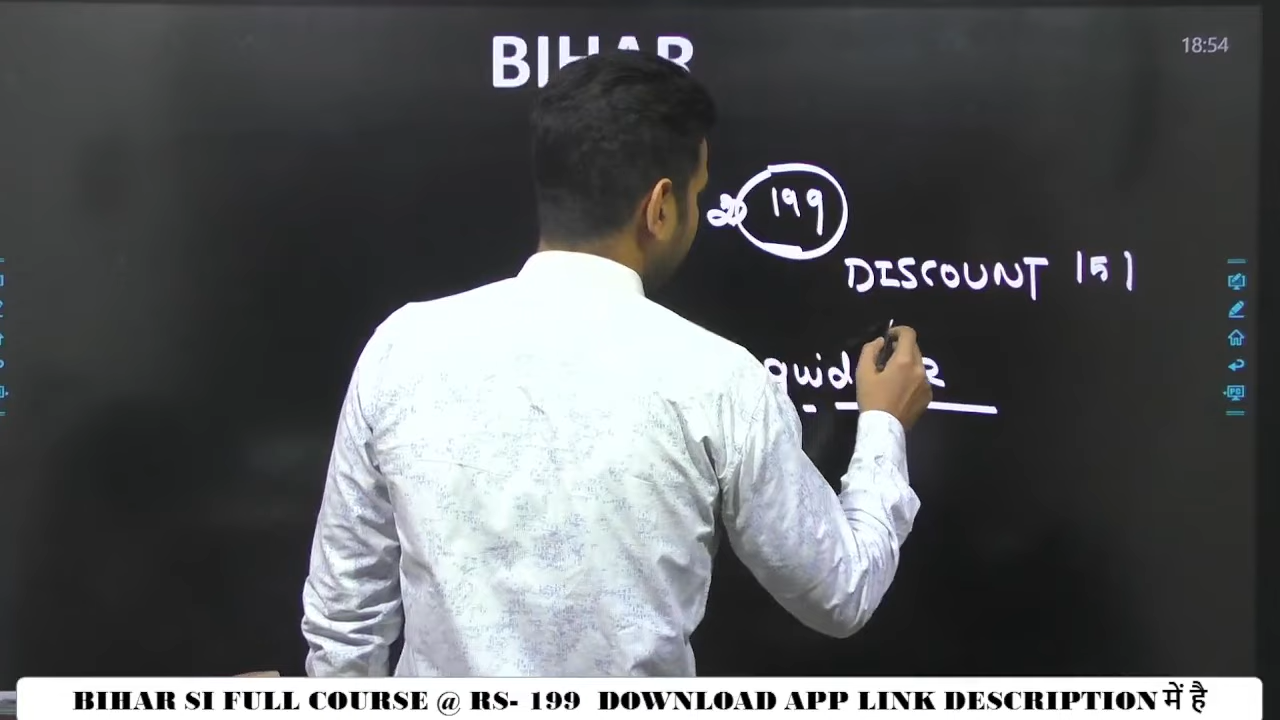 BIHAR
18:54
199
DISCOUNT 151
BIHAR SI FULL COURSE @ RS- 199 DOWNLOAD APP LINK DESCRIPTION में है